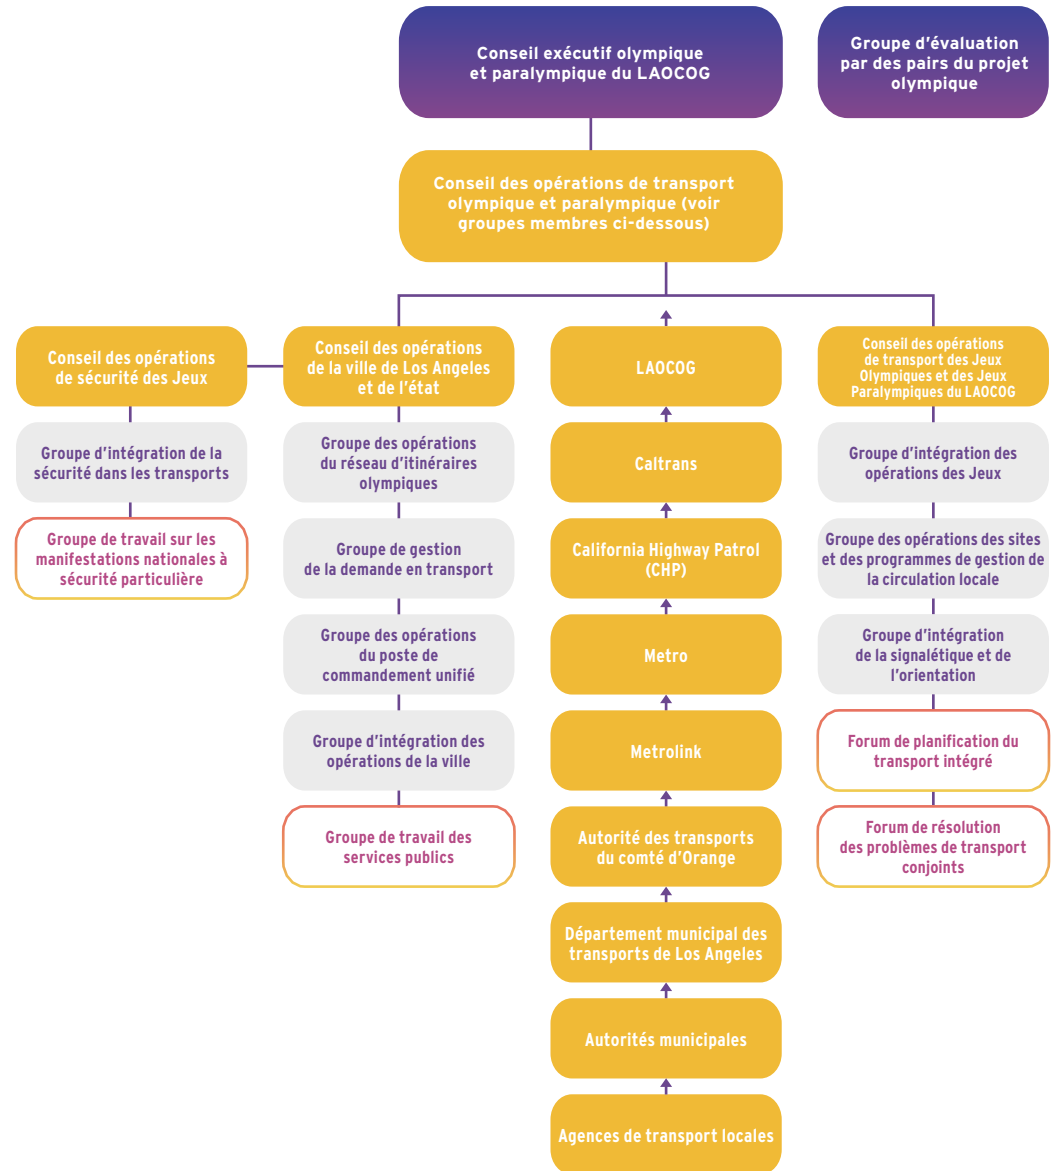 Conseil exécutif olympique
et paralympique du LAOCOG
Groupe d’évaluation
par des pairs du projet
olympique
Conseil des opérations de transport
olympique et paralympique (voir
groupes membres ci-dessous)
Conseil des opérations
de sécurité des Jeux
Groupe d’intégration de la
sécurité dans les transports
Groupe de travail sur les
manifestations nationales à
sécurité particulière
Conseil des opérations
de la ville de Los Angeles
et de l’état
Groupe des opérations
du réseau d’itinéraires
olympiques
Groupe de gestion
de la demande en transport
Groupe des opérations
du poste de
commandement unifié
Groupe d’intégration des
opérations de la ville
Groupe de travail des
services publics
LAOCOG
Caltrans
California Highway Patrol
(CHP)
Metro
Metrolink
Autorité des transports
du comté d’Orange
Département municipal des
transports de Los Angeles
Autorités municipales
Agences de transport locales
Conseil des opérations
de transport des Jeux
Olympiques et des Jeux
Paralympiques du LAOCOG
Groupe d’intégration des
opérations des Jeux
Groupe des opérations des sites
et des programmes de gestion de
la circulation locale
Groupe d’intégration
de la signalétique et de
l’orientation
Forum de planification du
transport intégré
Forum de résolution
des problèmes de transport
conjoints